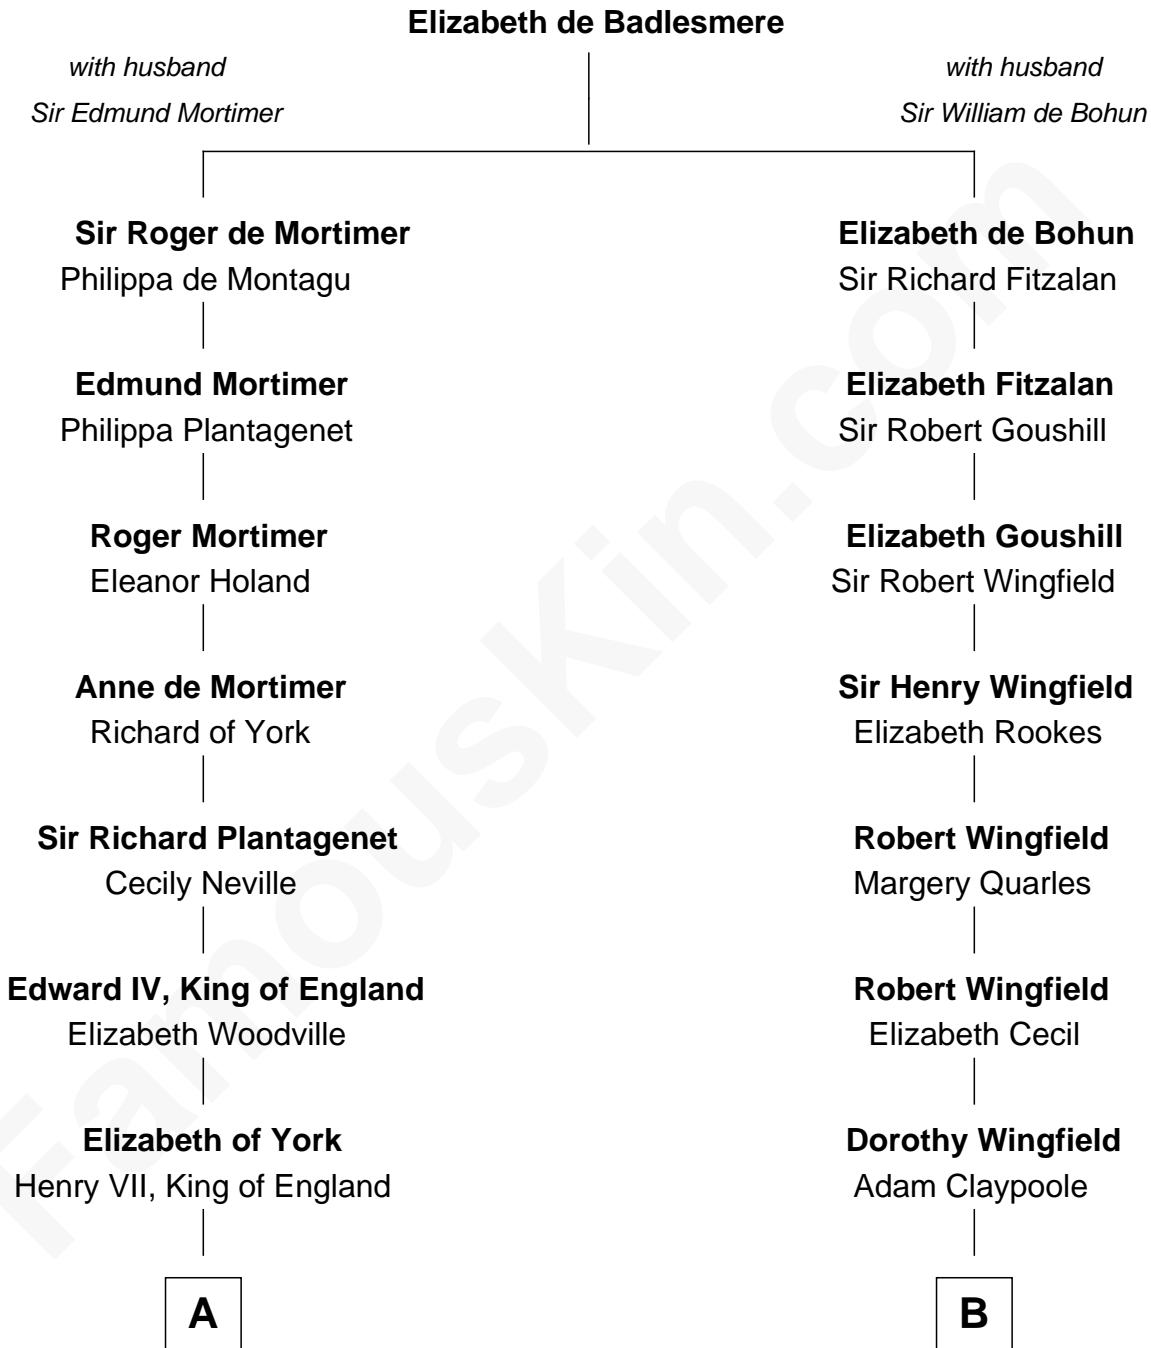 Elizabeth de Badlesmere
with husband
Sir Edmund Mortimer
with husband
Sir William de Bohun
Sir Roger de Mortimer
Philippa de Montagu
Edmund Mortimer
Philippa Plantagenet
Roger Mortimer
Eleanor Holand
Anne de Mortimer
Richard of York
Sir Richard Plantagenet
Cecily Neville
Edward IV, King of England
Elizabeth Woodville
Elizabeth of York
Henry VII, King of England
A
Elizabeth de Bohun
Sir Richard Fitzalan
Elizabeth Fitzalan
Sir Robert Goushill
Elizabeth Goushill
Sir Robert Wingfield
Sir Henry Wingfield
Elizabeth Rookes
Robert Wingfield
Margery Quarles
Robert Wingfield
Elizabeth Cecil
Dorothy Wingfield
Adam Claypoole
B
FamousKin.com